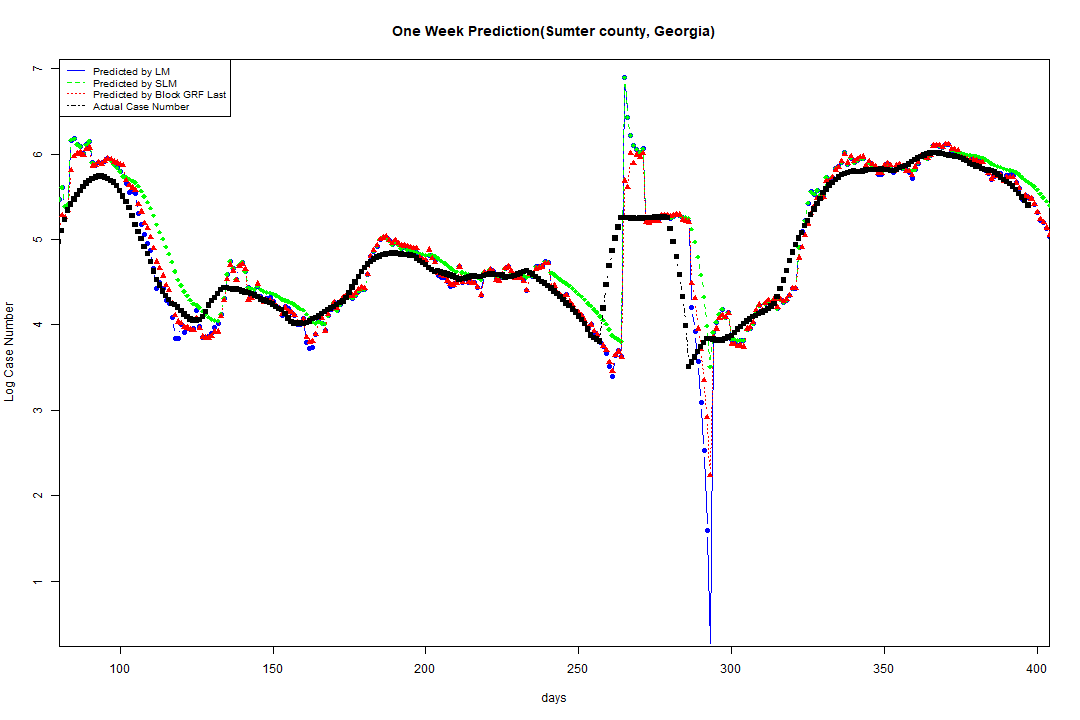 One Week Prediction(Sumter county, Georgia)
Predicted by LM
Predicted by SLM
Predicted by Block GRF Last
Actual Case Number
Log Case Number
7
6
5
4
3
2
1
100 150 200 250 300 350 400
days